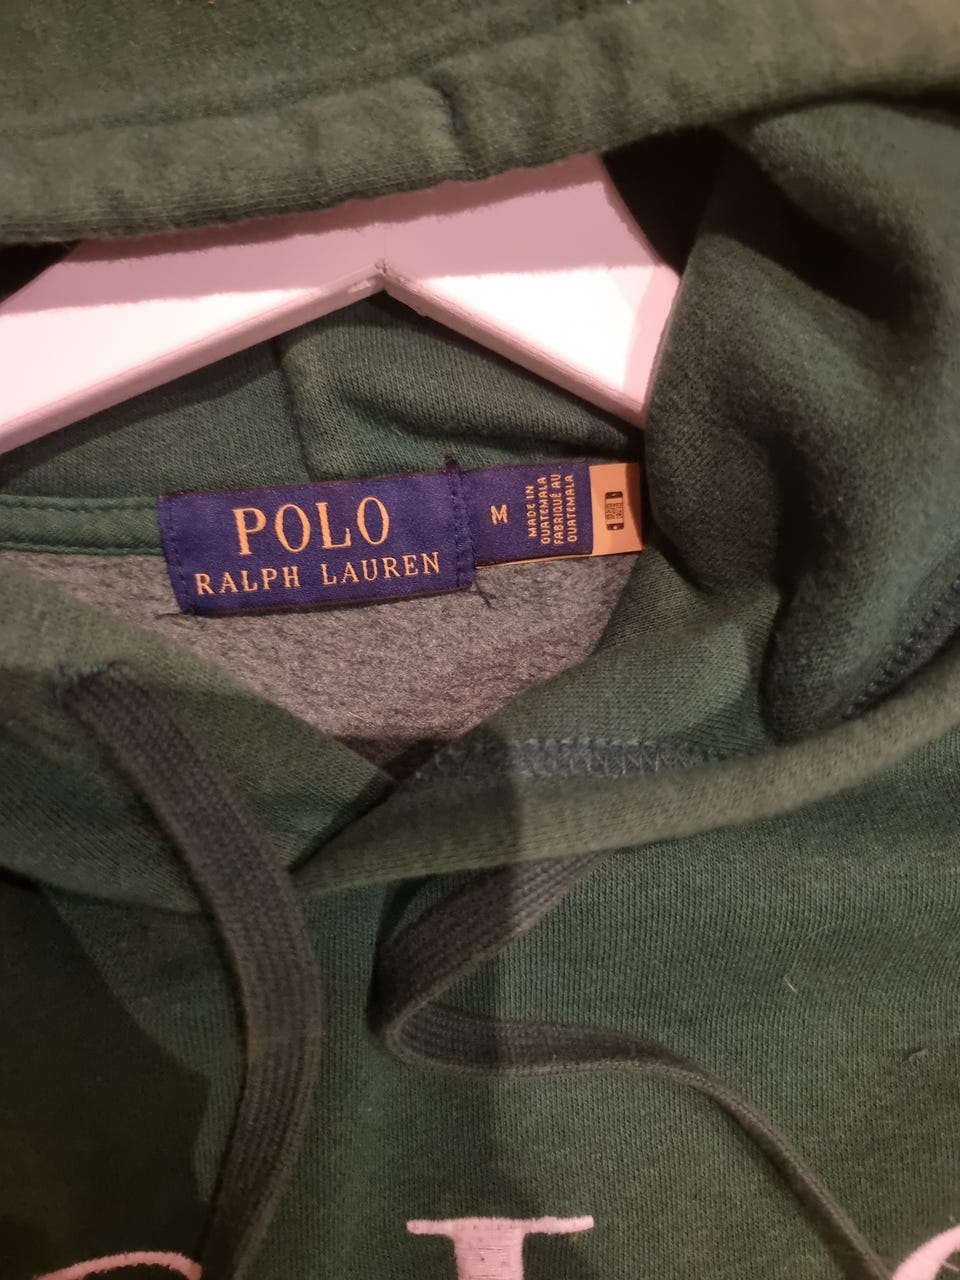 POLO
RALPH LAUREN
M
MADE IN
GUATEMALA
FABRIQUÉ AU
GUATEMALA